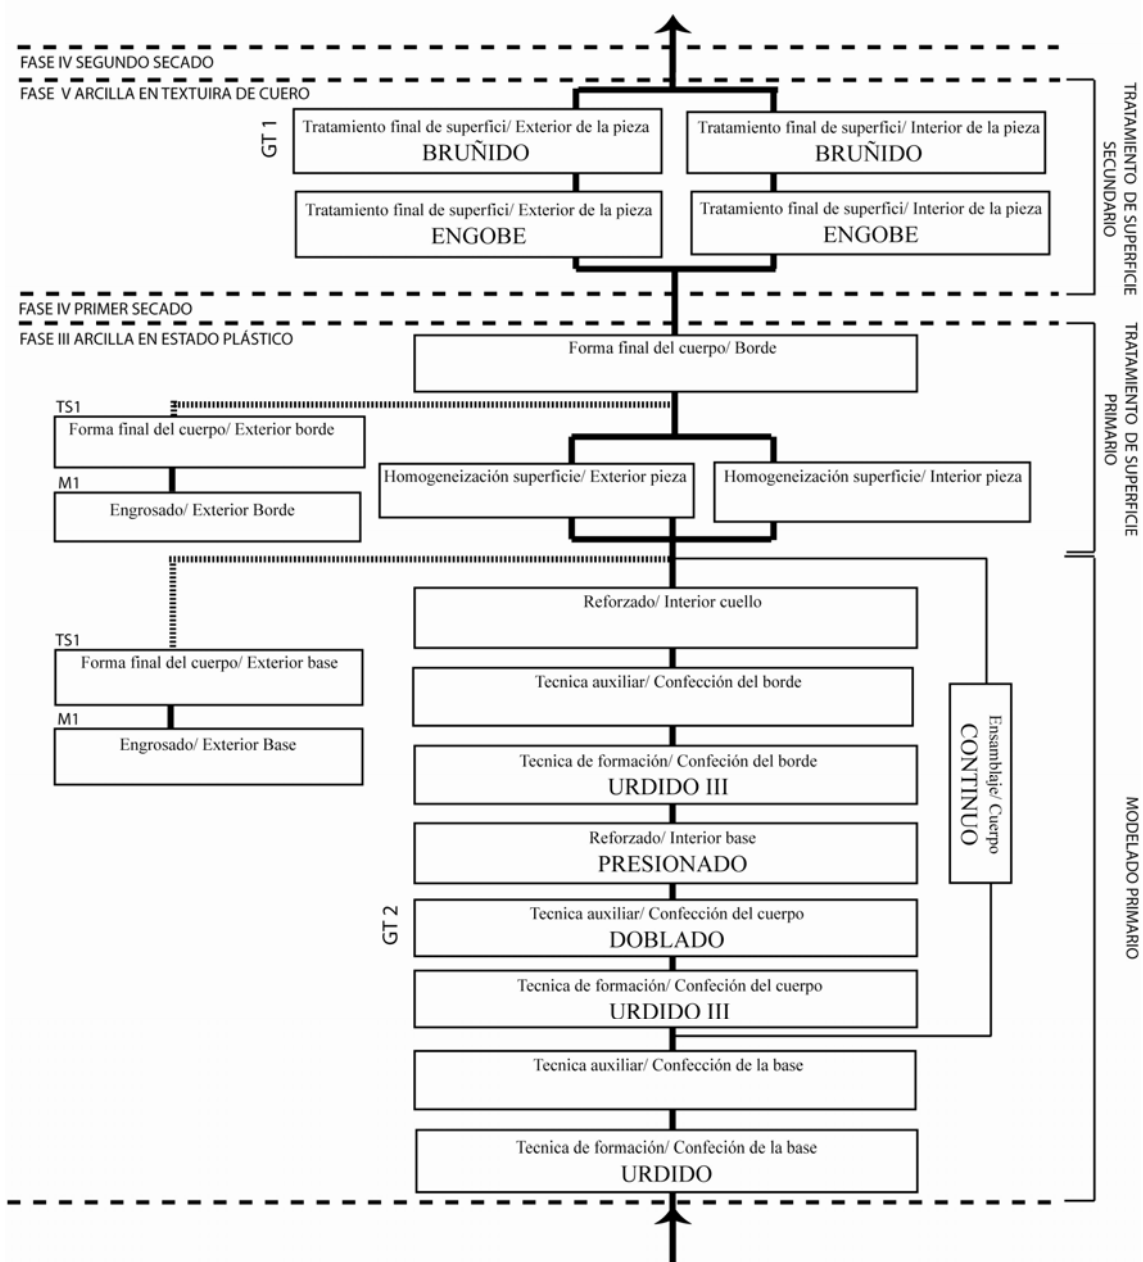 FASE IV SEGUNDO SECADO
FASE V ARCILLA EN TEXTUIRA DE CUERO
GT 1
Tratamiento final de superfici/ Exterior de la pieza
BRUÑIDO
Tratamiento final de superfici/ Interior de la pieza
BRUÑIDO
Tratamiento final de superfici/ Exterior de la pieza
ENGOBE
Tratamiento final de superfici/ Interior de la pieza
ENGOBE
TRATAMIENTO DE SUPERFICIE
SECUNDARIO
FASE IV PRIMER SECADO
FASE III ARCILLA EN ESTADO PLÁSTICO
Forma final del cuerpo/ Borde
TS1
Forma final del cuerpo/ Exterior borde
M1
Engrosado/ Exterior Borde
Homogeneización superficie/ Exterior pieza
Homogeneización superficie/ Interior pieza
TRATAMIENTO DE SUPERFICIE
PRIMARIO
Reforzado/ Interior cuello
TS1
Forma final del cuerpo/ Exterior base
M1
Engrosado/ Exterior Base
Tecnica auxiliar/ Confección del borde
Tecnica de formación/ Confeción del borde
URDIDO III
Reforzado/ Interior base
PRESIONADO
GT 2
Tecnica auxiliar/ Confección del cuerpo
DOBLADO
Tecnica de formación/ Confeción del cuerpo
URDIDO III
Ensamblaje/ Cuerpo
CONTINUO
MODELADO PRIMARIO
Tecnica auxiliar/ Confección de la base
Tecnica de formación/ Confeción de la base
URDIDO